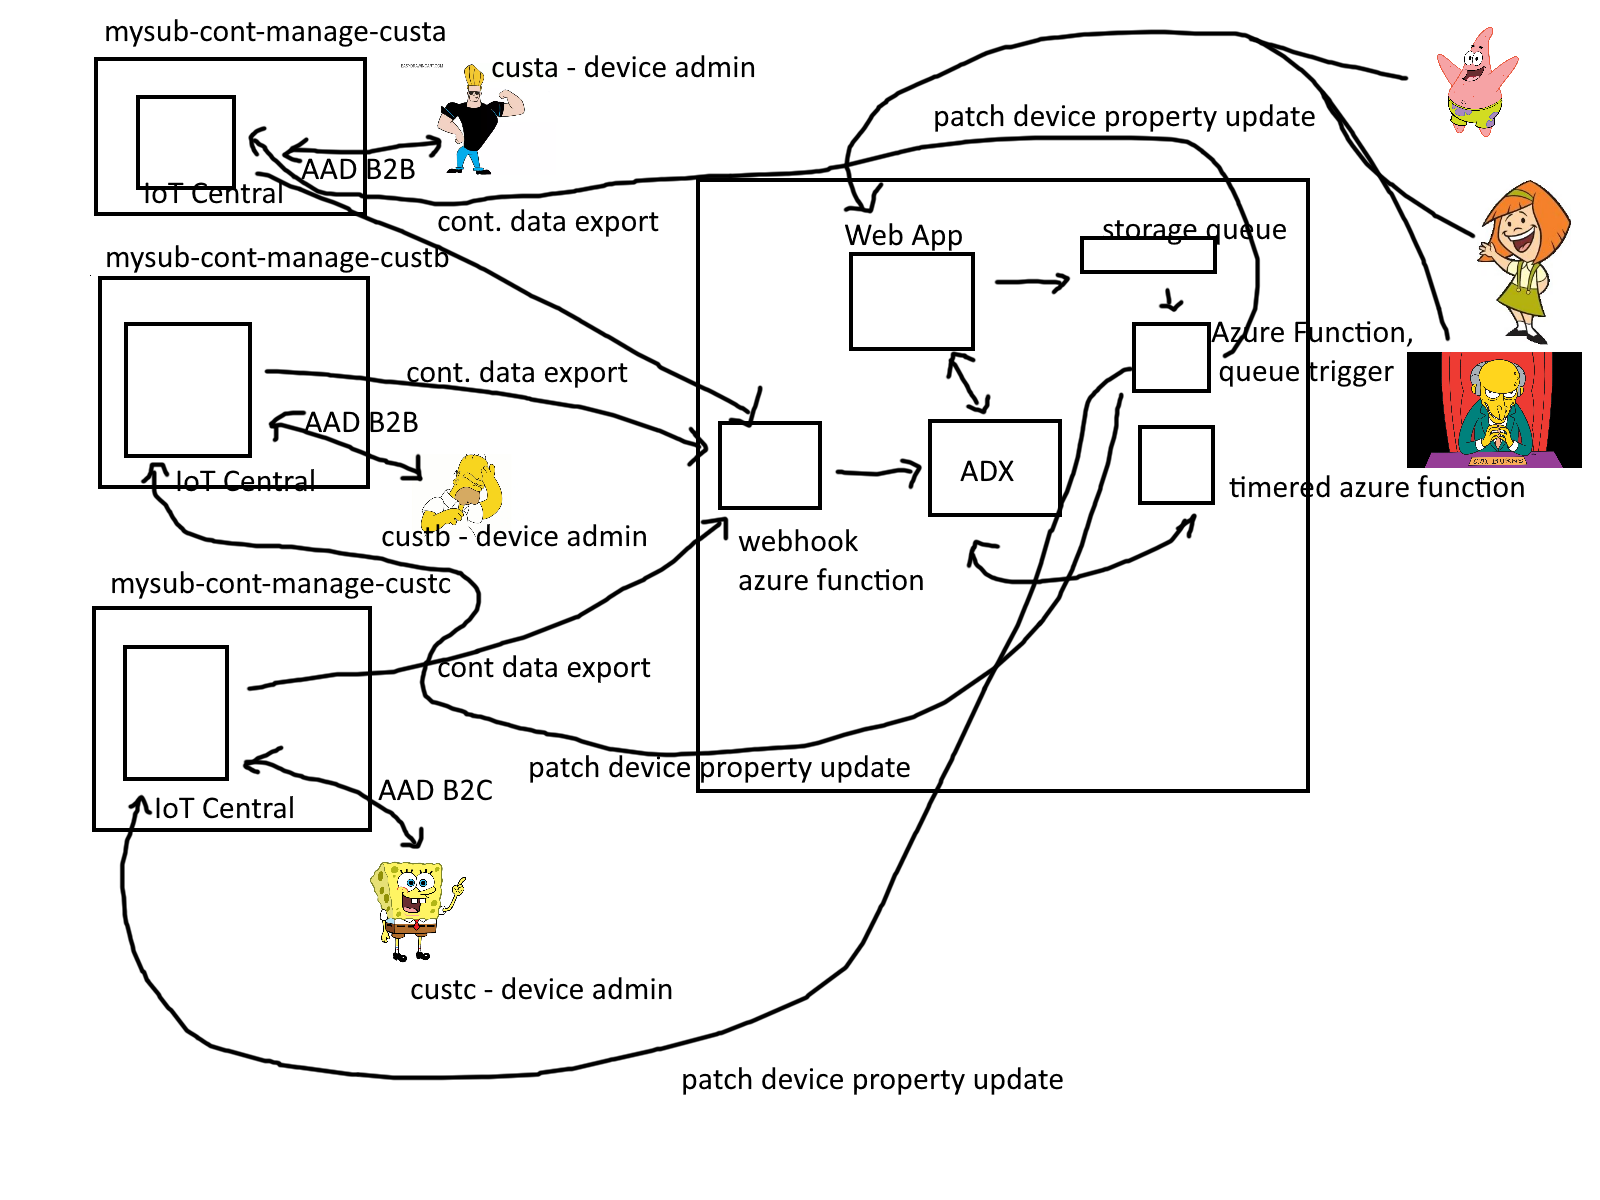 mysub-cont-manage-custa
custa - device admin
AAD B2B
IoT Central
cont. data export
patch device property update
mysub-cont-manage-custb
cont. data export
AAD B2B
IoT Central
custb - device admin
mysub-cont-manage-custc
cont data export
IoT Central
AAD B2C
custc - device admin
Web App
storage queue
Azure Function,
queue trigger
ADX
timered azure function
webhook
azure function
patch device property update
patch device property update